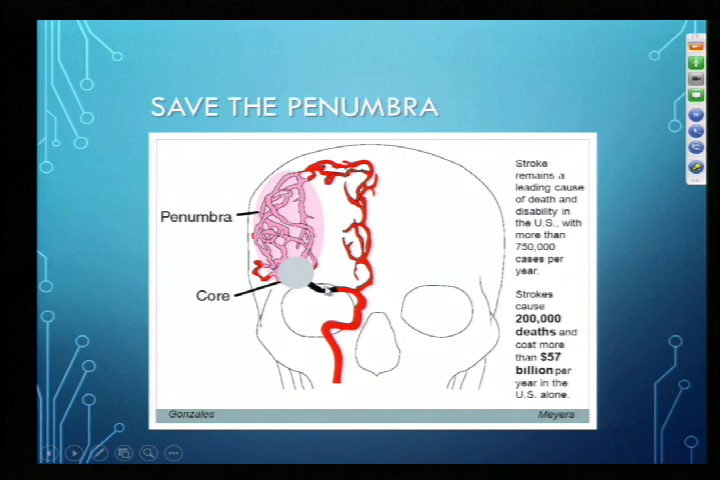 SAVE THE PENUMBRA
Penumbra
Core
Stroke
remains a
leading cause
of death and
disability in
the U.S., with
more than
750,000
cases per
year.
Strokes
cause
200,000
deaths and
cost more
than $57
billion per
year in the
U.S. alone.
Gonzules
Meyers